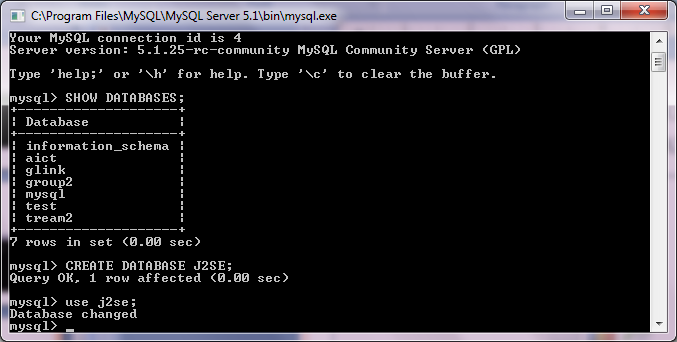 C:\Program Files\MySQL\MySQL Server 5.1\bin\mysql.exe
Your MySQL connection id is 4
Server version: 5.1.25-rc-community MySQL Community Server (GPL)
Type 'help;' or '\h' for help. Type '\c' to clear the buffer.
mysql> SHOW DATABASES;
+--------------------+
| Database           |
+--------------------+
| information_schema |
| aict               |
| glink              |
| group2             |
| mysql              |
| test               |
| tream2             |
+--------------------+
7 rows in set (0.00 sec)
mysql> CREATE DATABASE J2SE;
Query OK, 1 row affected (0.00 sec)
mysql> use j2se;
Database changed
mysql> _